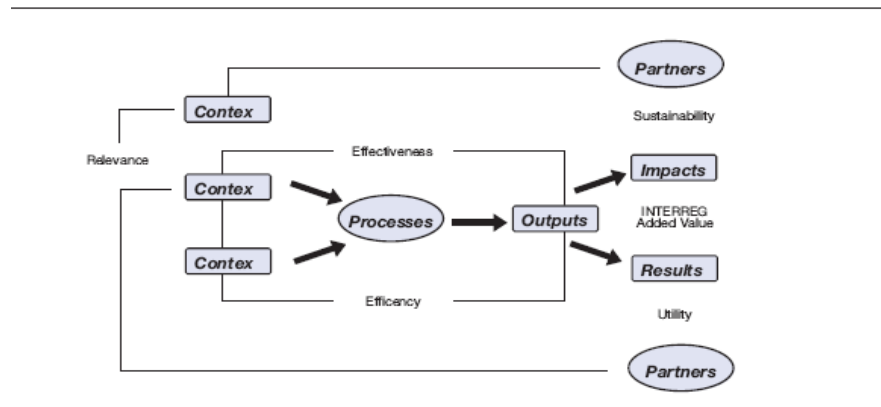 Partners
Contex
Sustainability
Effectiveness
Relevance
Impacts
Contex
Processes
Outputs
INTERREG
Added Value
Contex
Results
Efficency
Utility
Partners